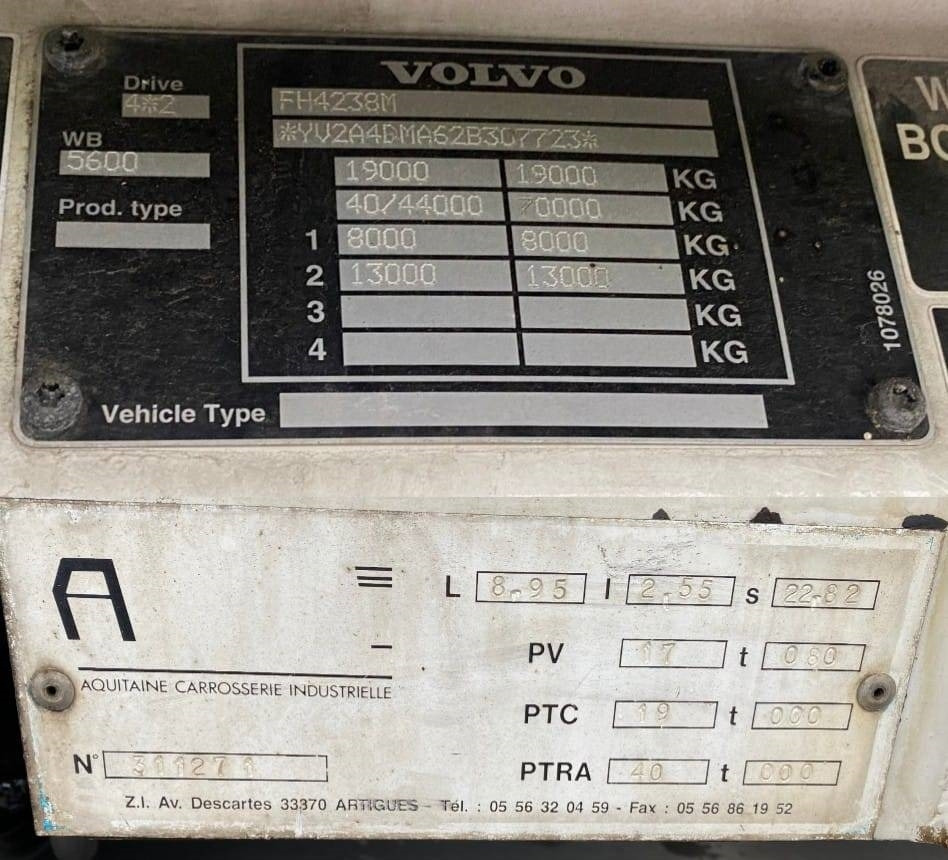 VOLVO
Drive
4*2
FH4238M
WB
*YV2A4DMA62B307723*
5600
19000 19000 KG
Prod. type
40/44000 70000 KG
1 8000 8000 KG
2 13000 13000 KG
3 KG
4 KG
1078026
Vehicle Type
W
BO
A
L 8.95 l 2.55 s 22.82
PV 17 t 080
AQUITAINE CARROSSERIE INDUSTRIELLE
PTC 19 t 000
N° 311271
PTRA 40 t 000
Z.I. Av. Descartes 33370 ARTIGUES - Tél. : 05 56 32 04 59 - Fax : 05 56 86 19 52